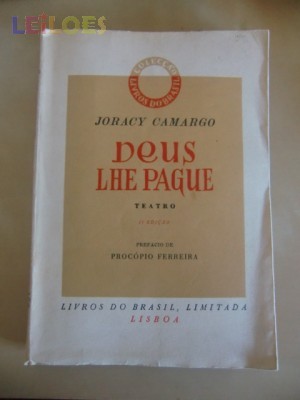 LEILOES
COLECÇÃO
LIVROS DO BRASIL
JORACY CAMARGO
Deus
LHE PAGUE
TEATRO
EDIÇÃO
PREFÁCIO DE
PROCÓPIO FERREIRA
LIVROS DO BRASIL, LIMITADA
LISBOA